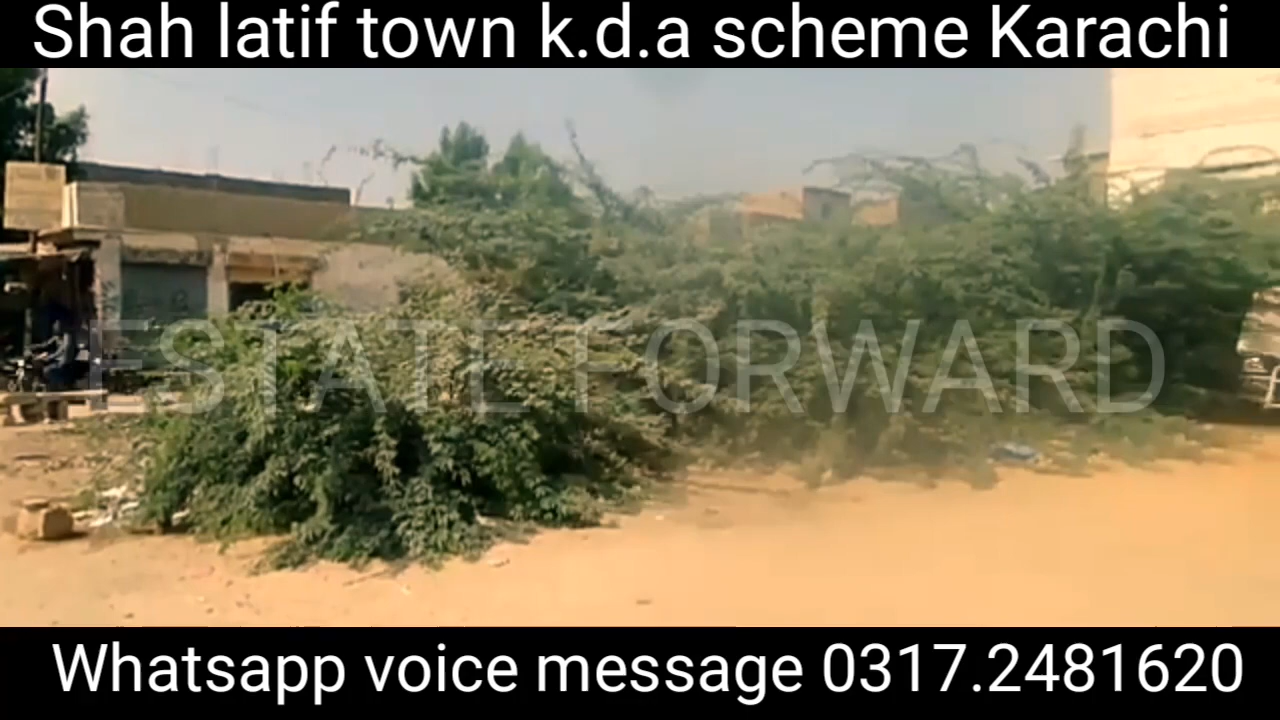 Shah latif town k.d.a scheme Karachi
ESTATE FORWARD
Whatsapp voice message 0317.2481620